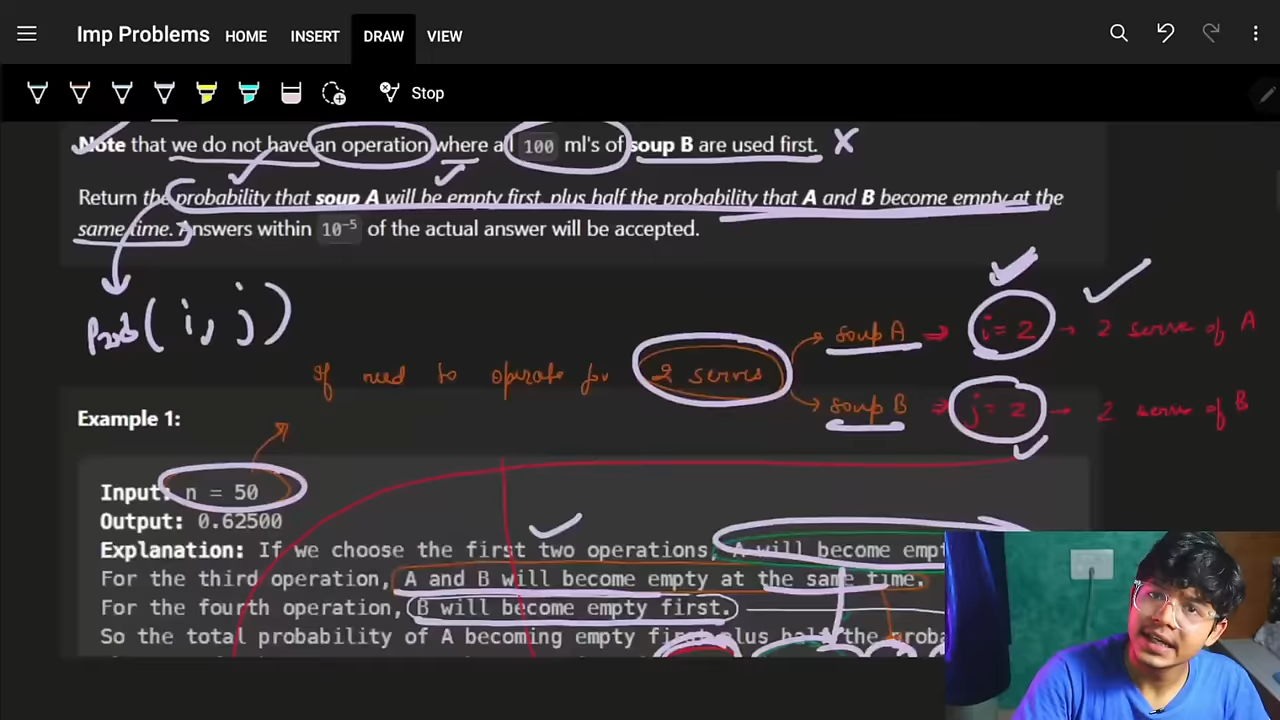 Imp Problems HOME INSERT DRAW VIEW
Stop
Note that we do not have an operation where all 100 ml's of soup B are used first. X
Return the probability that soup A will be empty first, plus half the probability that A and B become empty at the
same time. Answers within 10⁻⁵ of the actual answer will be accepted.
Prob(i, j)
soup A ⇒ i=2 → 2 serve of A
If need to operate for 2 serves
soup B ⇒ j=2 → 2 serve of B
Example 1:
Input: n = 50
Output: 0.62500
Explanation: If we choose the first two operations, A will become empt
For the third operation, A and B will become empty at the same time.
For the fourth operation, B will become empty first.
So the total probability of A becoming empty first plus half the proba